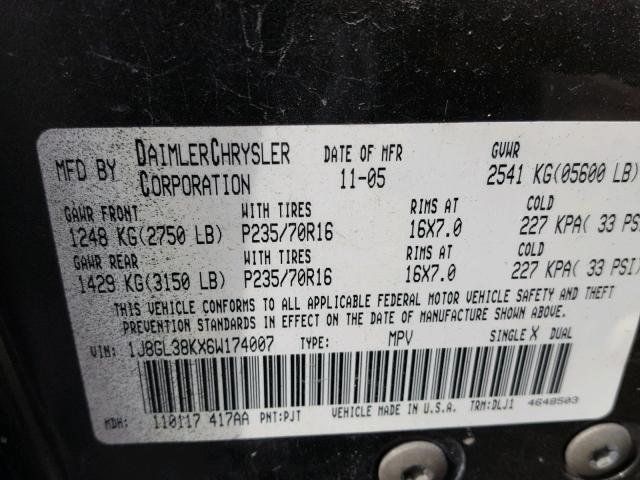 MFD BY DAIMLERCHRYSLER CORPORATION DATE OF MFR 11-05 GVWR 2541 KG(05600 LB)
GAWR FRONT WITH TIRES RIMS AT COLD
1248 KG(2750 LB) P235/70R16 16X7.0 227 KPA( 33 PSI
GAWR REAR WITH TIRES RIMS AT COLD
1429 KG(3150 LB) P235/70R16 16X7.0 227 KPA( 33 PSI)
THIS VEHICLE CONFORMS TO ALL APPLICABLE FEDERAL MOTOR VEHICLE SAFETY AND THEFT
PREVENTION STANDARDS IN EFFECT ON THE DATE OF MANUFACTURE SHOWN ABOVE.
VIN: 1J8GL38KX6W174007 TYPE: MPV SINGLE X DUAL
MDH: 110117 417AA PNT:PJT VEHICLE MADE IN U.S.A. TRM:DLJ1 4648503